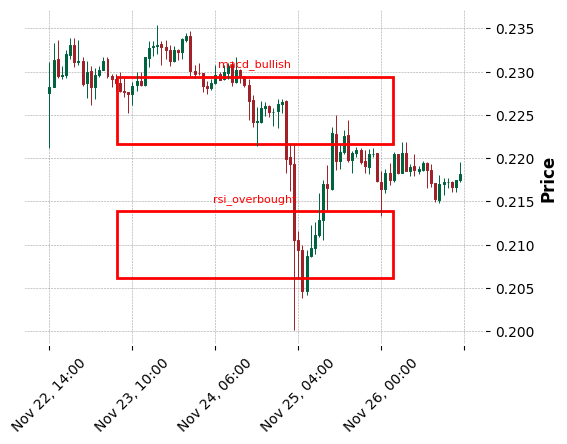 0.235
macd_bullish
0.230
0.225
0.220
Price
rsi_overbought
0.215
0.210
0.205
0.200
Nov 22, 14:00
Nov 23, 10:00
Nov 24, 06:00
Nov 25, 04:00
Nov 26, 00:00